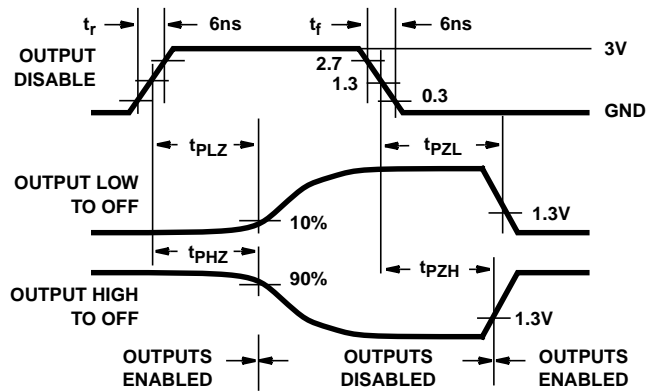 tr 6ns tf 6ns
OUTPUT
DISABLE
3V
2.7
1.3
0.3
GND
tPLZ tPZL
OUTPUT LOW
TO OFF
10%
1.3V
tPHZ tPZH
OUTPUT HIGH
TO OFF
90%
1.3V
OUTPUTS
ENABLED
OUTPUTS
DISABLED
OUTPUTS
ENABLED